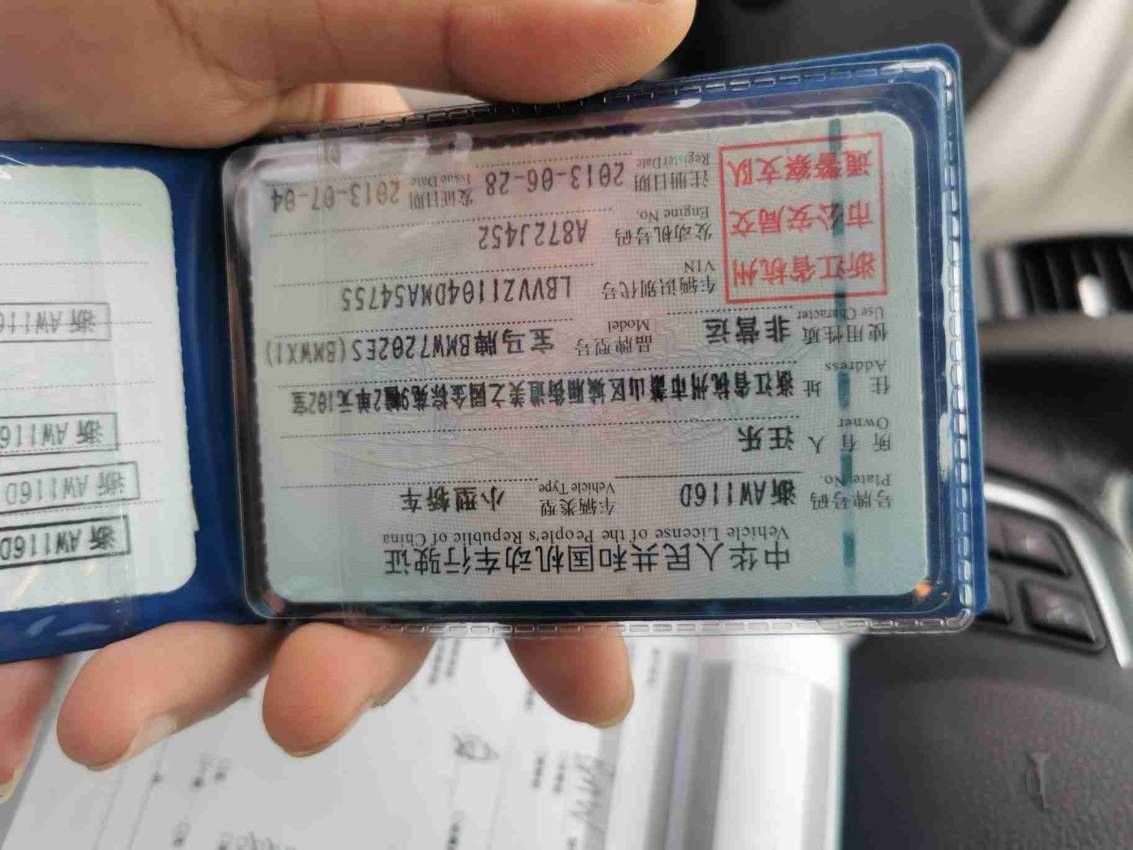 中华人民共和国机动车行驶证
Vehicle License of the People's Republic of China
号牌号码 浙AW116D 车辆类型 小型轿车
Plate No. Vehicle Type
所有人 汪乐
Owner
住址 浙江省杭州市萧山区城厢街道美之园金棕苑9幢2单元102室
Address
使用性质 非营运 品牌型号 宝马牌BMW7202ES(BMWX1)
Use Character Model
浙江省杭州
市公安局交
通警察支队
车辆识别代号 LBVVZ1104DMA54755
VIN
发动机号码 A872J452
Engine No.
注册日期 2013-06-28 发证日期 2013-07-04
Register Date Issue Date
浙AW116D
浙AW116D
浙AW116
浙AW116